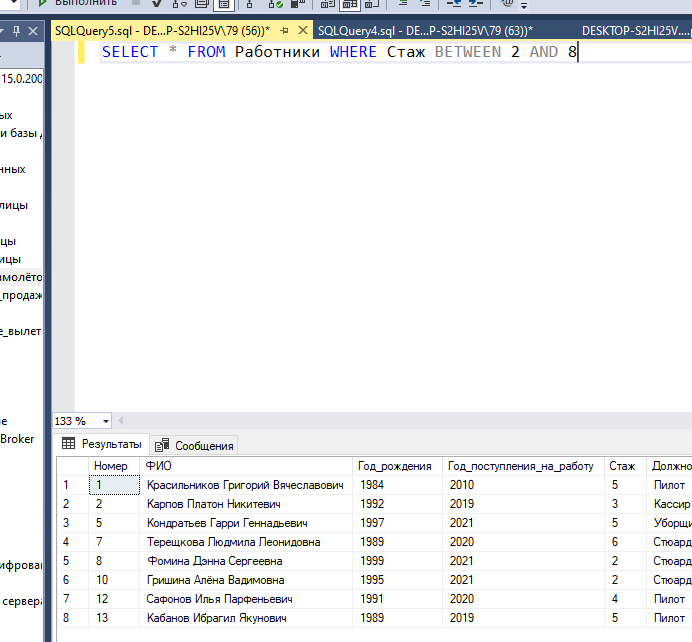 Выполнить
SQLQuery5.sql - DE...P-S2HI25V\79 (56))* SQLQuery4.sql - DE...P-S2HI25V\79 (63))* DESKTOP-S2HI25V....
SELECT * FROM Работники WHERE Стаж BETWEEN 2 AND 8
15.0.200
ых
и базы
нных
лицы
цы
ицы
амолёто
_продаж
е_вылет
е
Broker
ифрова
сервера
133 %
Результаты Сообщения
Номер ФИО Год_рождения Год_поступления_на_работу Стаж Должно
1 1 Красильников Григорий Вячеславович 1984 2010 5 Пилот
2 2 Карпов Платон Никитевич 1992 2019 3 Кассир
3 5 Кондратьев Гарри Геннадьевич 1997 2021 5 Уборщи
4 7 Терещкова Людмила Леонидовна 1989 2020 6 Стюард
5 8 Фомина Дэнна Сергеевна 1999 2021 2 Стюард
6 10 Гришина Алёна Вадимовна 1995 2021 2 Стюард
7 12 Сафонов Илья Парфеньевич 1991 2020 4 Пилот
8 13 Кабанов Ибрагил Якунович 1989 2019 5 Пилот